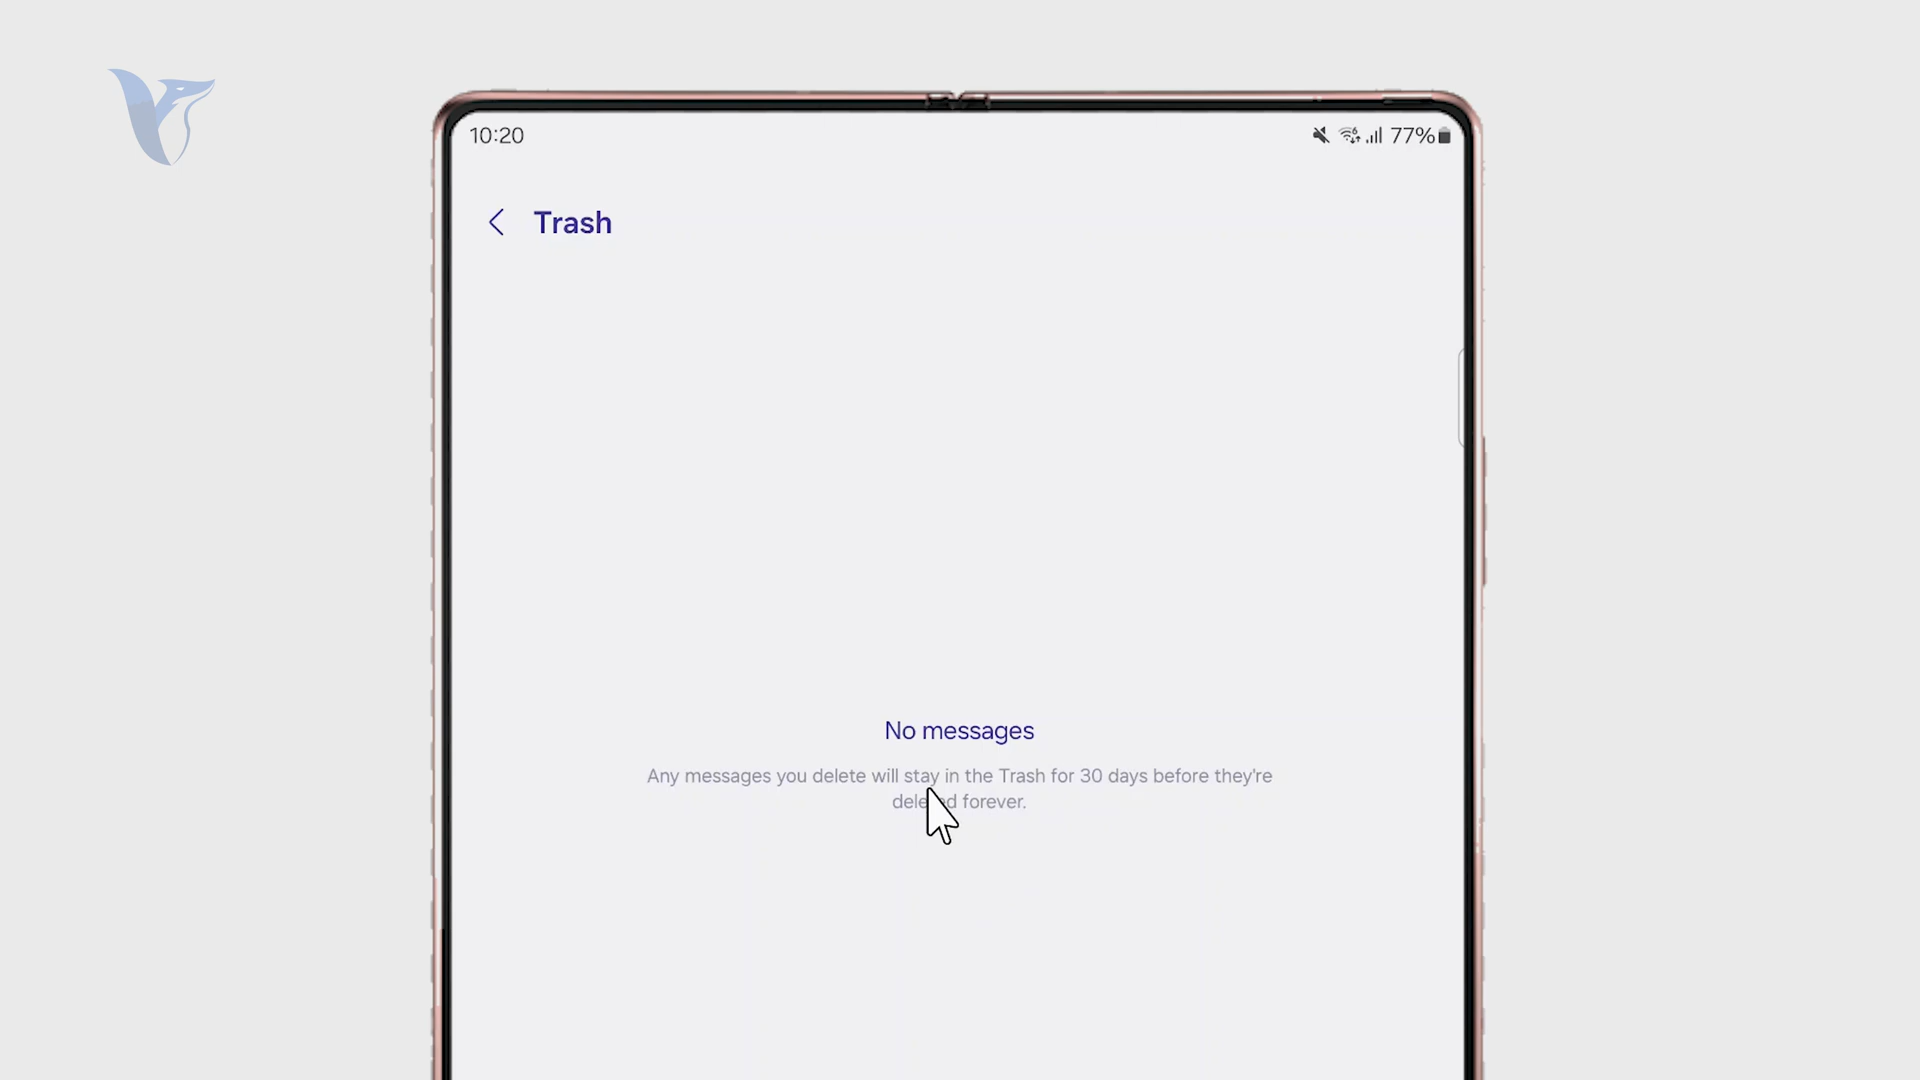 10:20
77%
Trash
No messages
Any messages you delete will stay in the Trash for 30 days before they're
deleted forever.